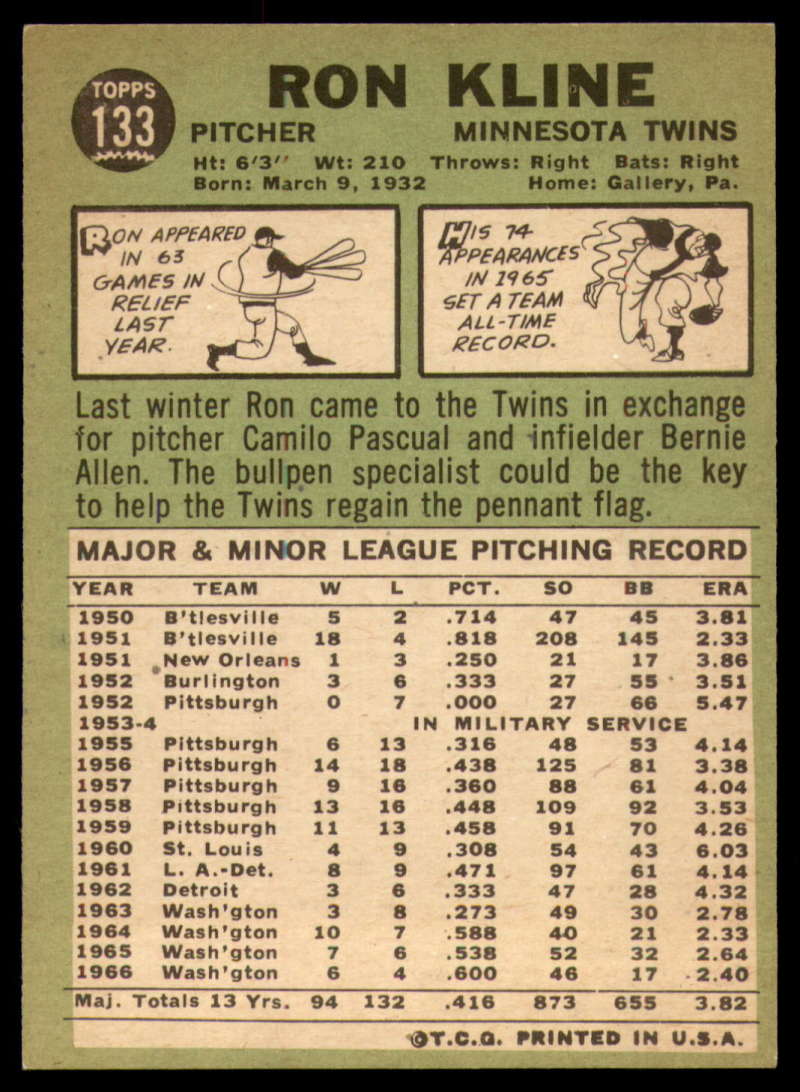 TOPPS
133
RON KLINE
PITCHER MINNESOTA TWINS
Ht: 6'3" Wt: 210 Throws: Right Bats: Right
Born: March 9, 1932 Home: Gallery, Pa.
RON APPEARED
IN 63
GAMES IN
RELIEF
LAST
YEAR.
HIS 74
APPEARANCES
IN 1965
SET A TEAM
ALL-TIME
RECORD.
Last winter Ron came to the Twins in exchange
for pitcher Camilo Pascual and infielder Bernie
Allen. The bullpen specialist could be the key
to help the Twins regain the pennant flag.
MAJOR & MINOR LEAGUE PITCHING RECORD
YEAR TEAM W L PCT. SO BB ERA
1950 B'tlesville 5 2 .714 47 45 3.81
1951 B'tlesville 18 4 .818 208 145 2.33
1951 New Orleans 1 3 .250 21 17 3.86
1952 Burlington 3 6 .333 27 55 3.51
1952 Pittsburgh 0 7 .000 27 66 5.47
1953-4 IN MILITARY SERVICE
1955 Pittsburgh 6 13 .316 48 53 4.14
1956 Pittsburgh 14 18 .438 125 81 3.38
1957 Pittsburgh 9 16 .360 88 61 4.04
1958 Pittsburgh 13 16 .448 109 92 3.53
1959 Pittsburgh 11 13 .458 91 70 4.26
1960 St. Louis 4 9 .308 54 43 6.03
1961 L. A.-Det. 8 9 .471 97 61 4.14
1962 Detroit 3 6 .333 47 28 4.32
1963 Wash'gton 3 8 .273 49 30 2.78
1964 Wash'gton 10 7 .588 40 21 2.33
1965 Wash'gton 7 6 .538 52 32 2.64
1966 Wash'gton 6 4 .600 46 17 2.40
Maj. Totals 13 Yrs. 94 132 .416 873 655 3.82
©T.C.G. PRINTED IN U.S.A.